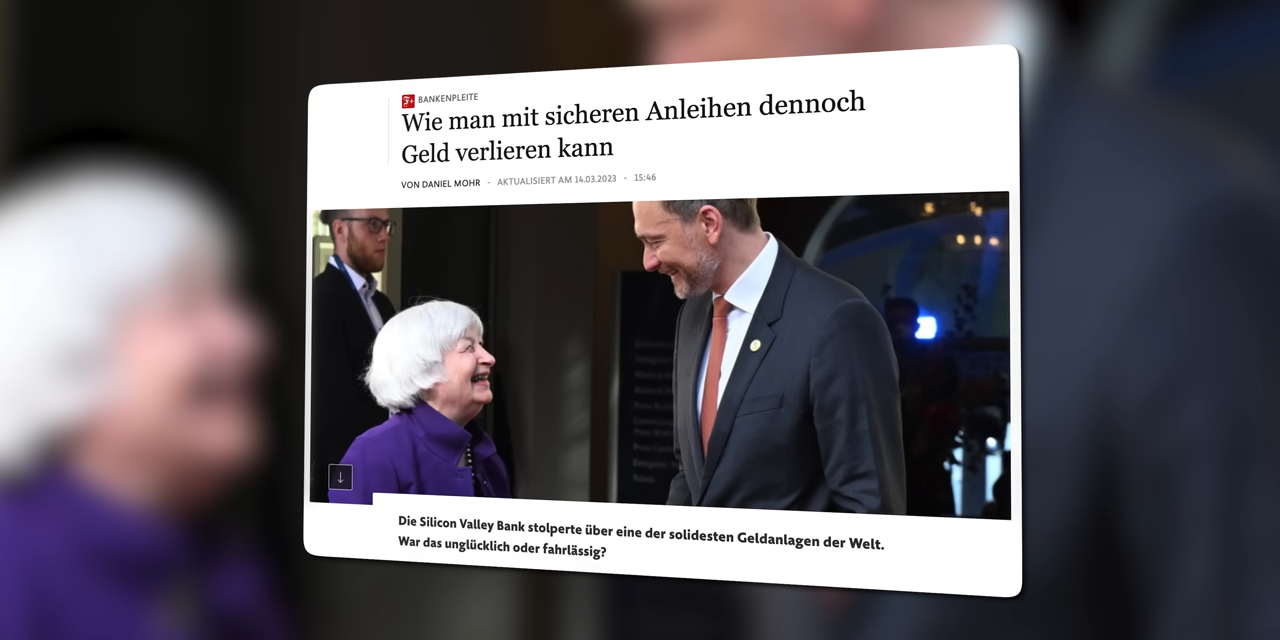 F+ BANKENPLEITE
Wie man mit sicheren Anleihen dennoch
Geld verlieren kann
VON DANIEL MOHR - AKTUALISIERT AM 14.03.2023 - 15:46
Die Silicon Valley Bank stolperte über eine der solidesten Geldanlagen der Welt.
War das unglücklich oder fahrlässig?